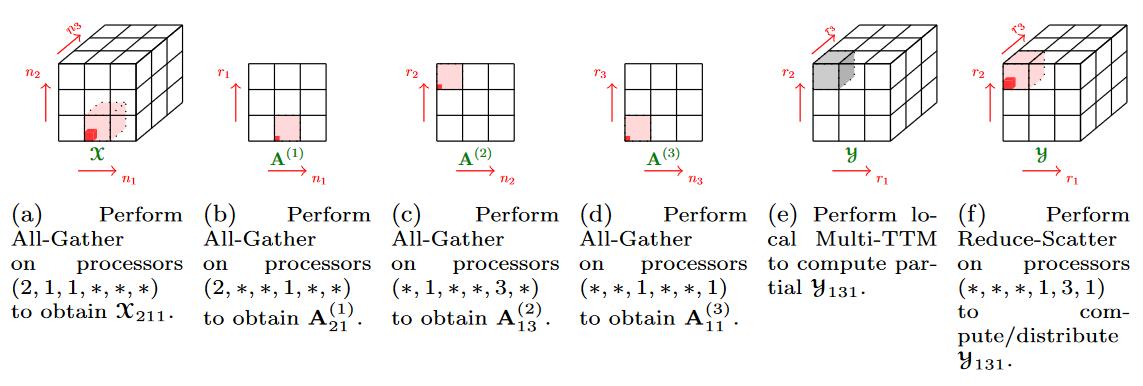 n₃
n₂
𝒳
n₁
(a) Perform
All-Gather
on processors
(2, 1, 1, ∗, ∗, ∗)
to obtain 𝒳₂₁₁.
r₁
A⁽¹⁾
n₁
(b) Perform
All-Gather
on processors
(2, ∗, ∗, 1, ∗, ∗)
to obtain A₂₁⁽¹⁾.
r₂
A⁽²⁾
n₂
(c) Perform
All-Gather
on processors
(∗, 1, ∗, ∗, 3, ∗)
to obtain A₁₃⁽²⁾.
r₃
A⁽³⁾
n₃
(d) Perform
All-Gather
on processors
(∗, ∗, 1, ∗, ∗, 1)
to obtain A₁₁⁽³⁾.
r₃
r₂
𝒴
r₁
(e) Perform lo-
cal Multi-TTM
to compute par-
tial 𝒴₁₃₁.
r₃
r₂
𝒴
r₁
(f) Perform
Reduce-Scatter
on processors
(∗, ∗, ∗, 1, 3, 1)
to com-
pute/distribute
𝒴₁₃₁.